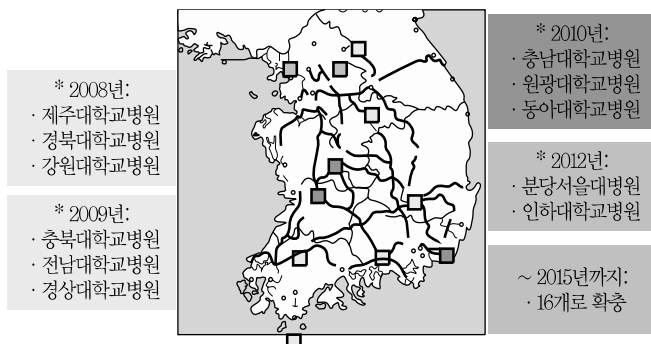 * 2008년:
· 제주대학교병원
· 경북대학교병원
· 강원대학교병원
* 2009년:
· 충북대학교병원
· 전남대학교병원
· 경상대학교병원
* 2010년:
· 충남대학교병원
· 원광대학교병원
· 동아대학교병원
* 2012년:
· 분당서울대병원
· 인하대학교병원
~ 2015년까지:
· 16개로 확충